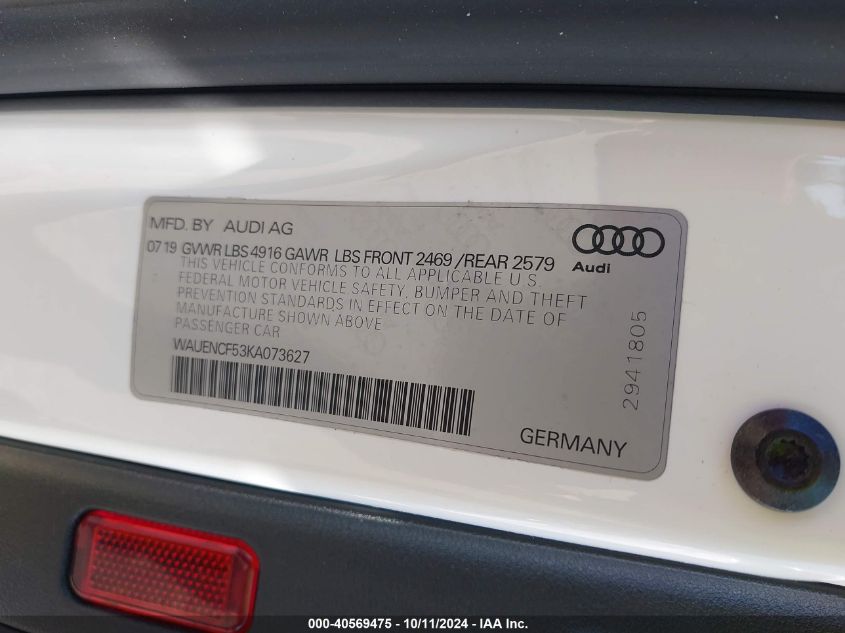 MFD. BY AUDI AG
07 19 GVWR LBS 4916 GAWR LBS FRONT 2469 /REAR 2579
Audi
THIS VEHICLE CONFORMS TO ALL APPLICABLE U S.
FEDERAL MOTOR VEHICLE SAFETY, BUMPER AND THEFT
PREVENTION STANDARDS IN EFFECT ON THE DATE OF
MANUFACTURE SHOWN ABOVE
PASSENGER CAR
WAUENCF53KA073627
2941805
GERMANY
000-40569475 - 10/11/2024 - IAA Inc.